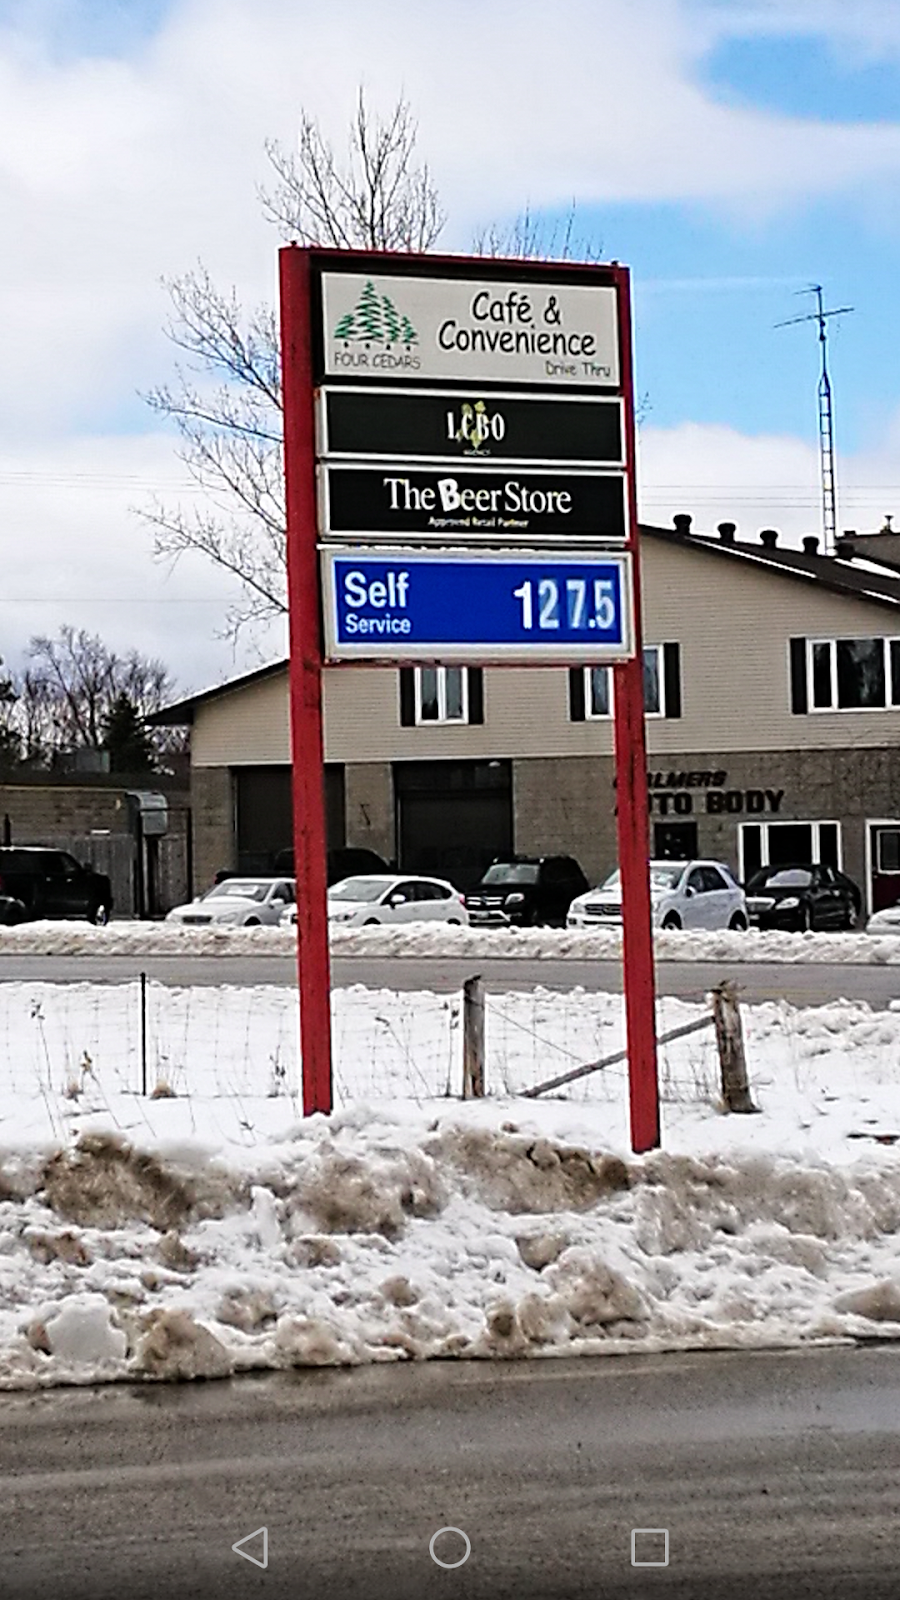 Café &
Convenience
Drive Thru
FOUR CEDARS
LCBO
AGENCY
The Beer Store
Approved Retail Partner
Self
Service
127.5
AUTO BODY